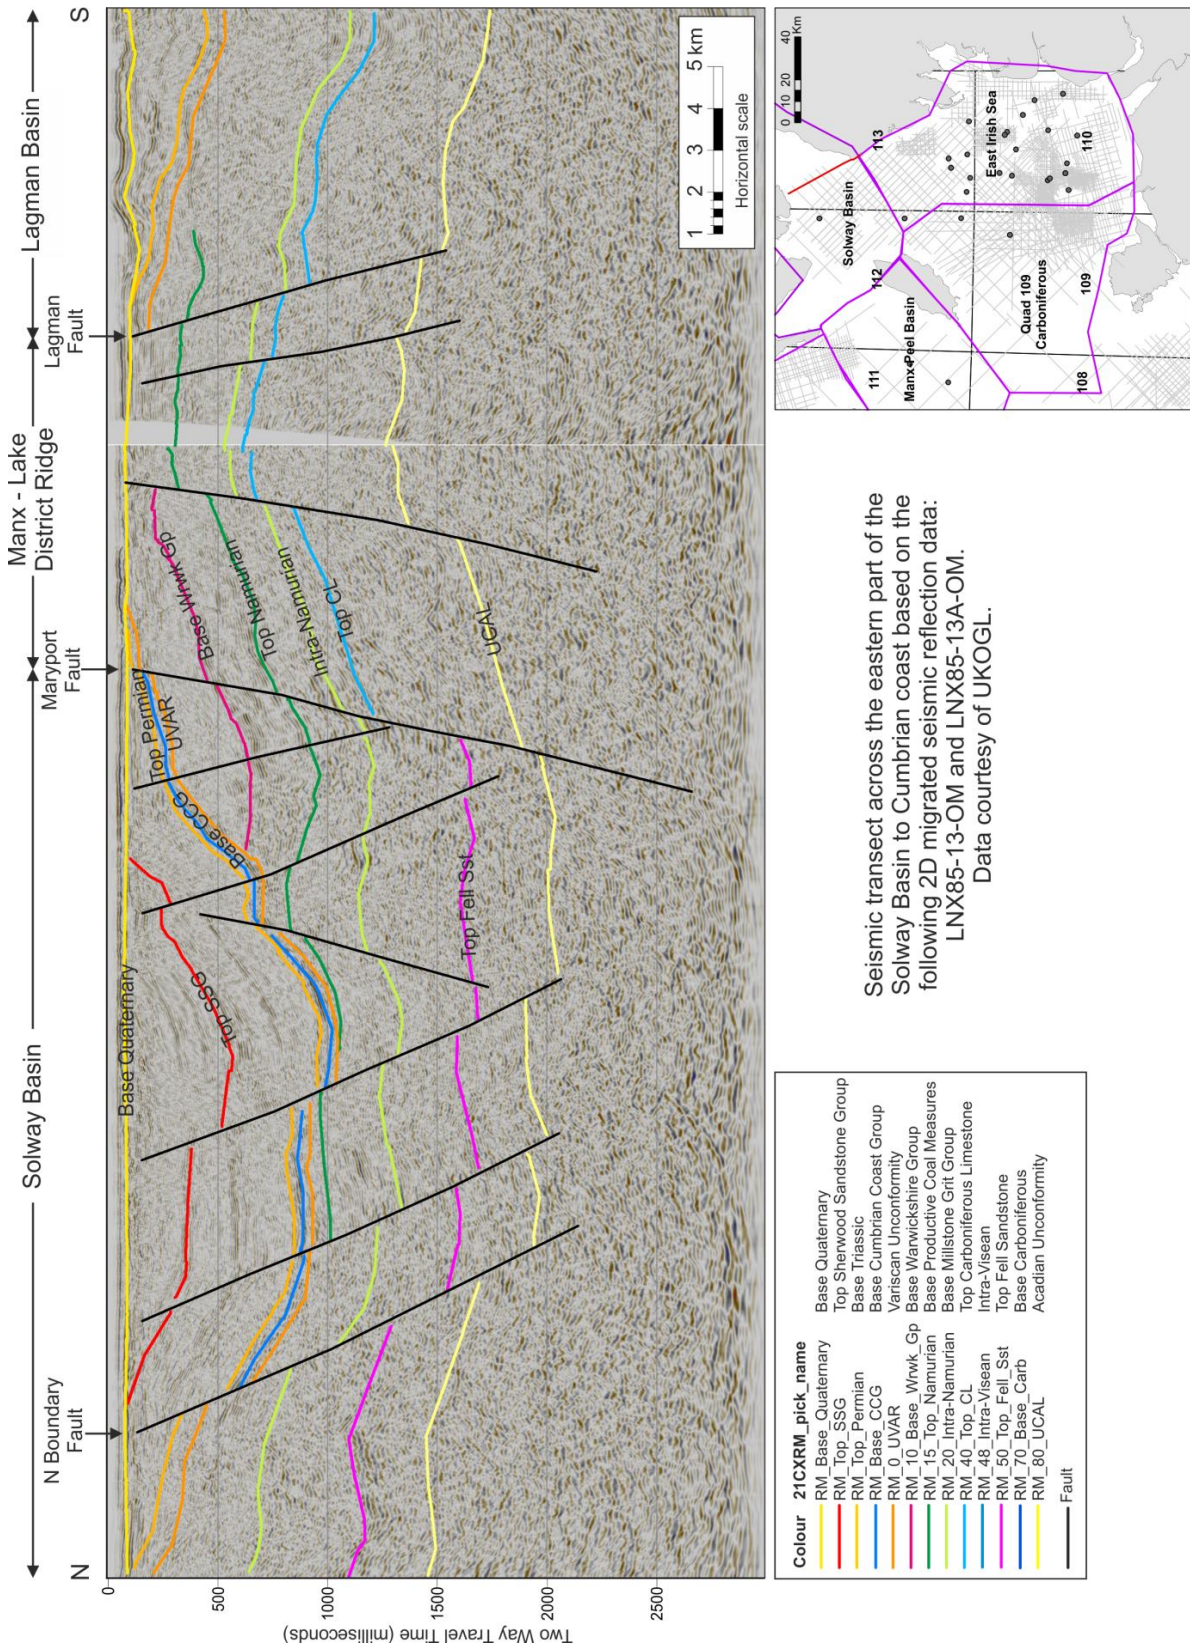 Solway Basin
Manx - Lake
District Ridge
Lagman Basin
N Boundary
Fault
Maryport
Fault
Lagman
Fault
N
S
0
500
1000
1500
2000
2500
Two Way Travel Time (milliseconds)
Base Quaternary
Top SSG
Base CCG
Top Permian
UVAR
Base Wrwk Gp
Top Namurian
Intra-Namurian
Top CL
Top Fell Sst
UCAL
1 2 3 4 5 km
Horizontal scale
Colour 21CXRM_pick_name
RM_Base_Quaternary Base Quaternary
RM_Top_SSG Top Sherwood Sandstone Group
RM_Top_Permian Base Triassic
RM_Base_CCG Base Cumbrian Coast Group
RM_0_UVAR Variscan Unconformity
RM_10_Base_Wrwk_Gp Base Warwickshire Group
RM_15_Top_Namurian Base Productive Coal Measures
RM_20_Intra-Namurian Base Millstone Grit Group
RM_40_Top_CL Top Carboniferous Limestone
RM_48_Intra-Visean Intra-Visean
RM_50_Top_Fell_Sst Top Fell Sandstone
RM_70_Base_Carb Base Carboniferous
RM_80_UCAL Acadian Unconformity
Fault
Seismic transect across the eastern part of the
Solway Basin to Cumbrian coast based on the
following 2D migrated seismic reflection data:
LNX85-13-OM and LNX85-13A-OM.
Data courtesy of UKOGL.
0 10 20 40
Km
111
112
113
Solway Basin
Manx-Peel Basin
East Irish Sea
Quad 109
Carboniferous
108
109
110